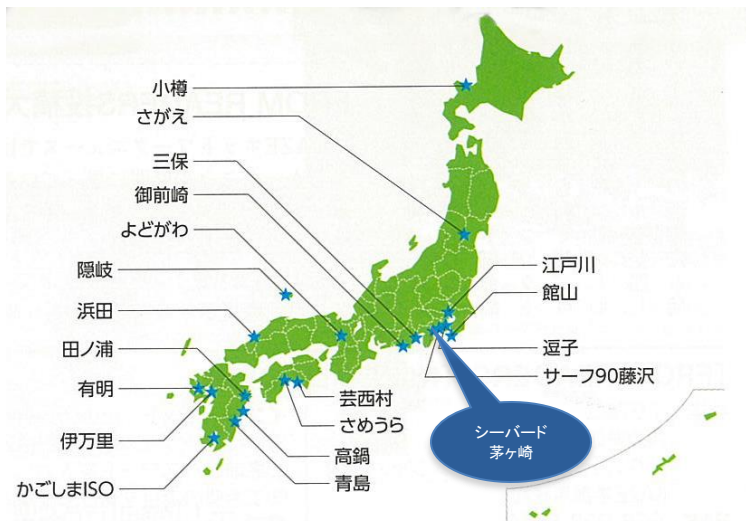 小樽
さがえ
三保
御前崎
よどがわ
隠岐
浜田
田ノ浦
有明
伊万里
かごしまISO
江戸川
館山
逗子
サーフ90藤沢
芸西村
さめうら
高鍋
青島
シーバード
茅ヶ崎